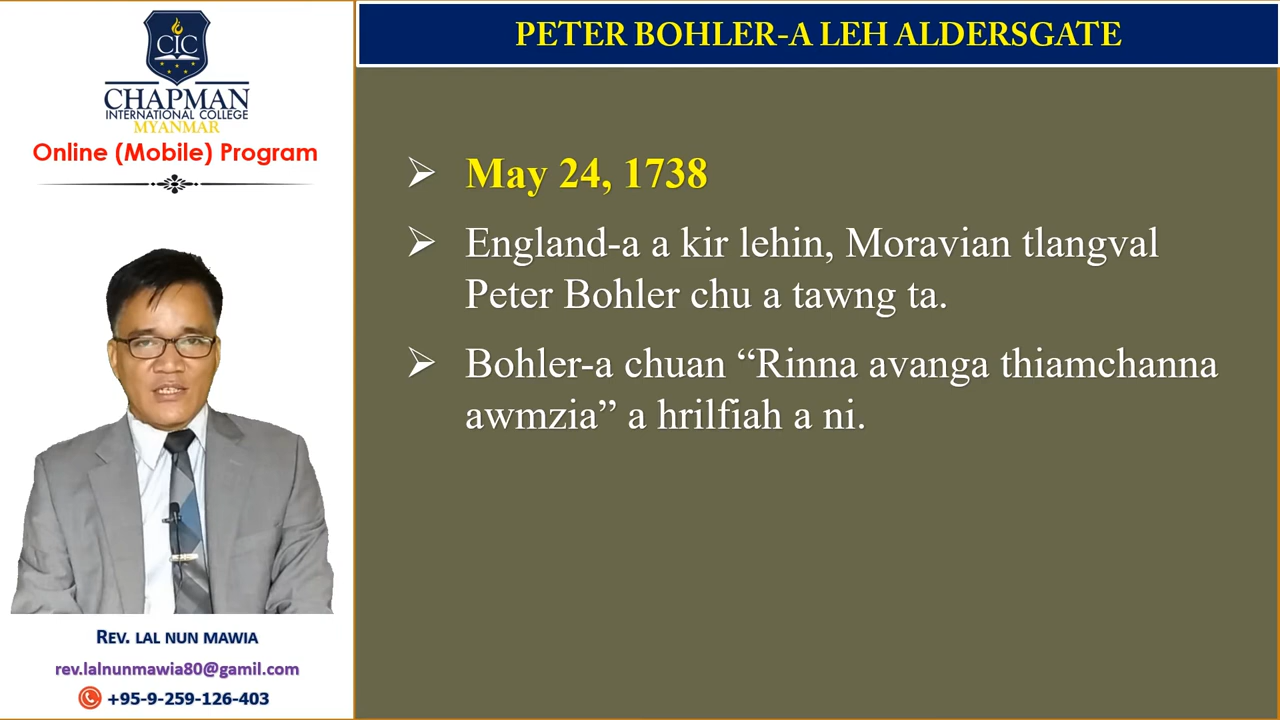 CIC
CHAPMAN
INTERNATIONAL COLLEGE
MYANMAR
Online (Mobile) Program
REV. LAL NUN MAWIA
rev.lalnunmawia80@gamil.com
+95-9-259-126-403
PETER BOHLER-A LEH ALDERSGATE
May 24, 1738
England-a a kir lehin, Moravian tlangval
Peter Bohler chu a tawng ta.
Bohler-a chuan “Rinna avanga thiamchanna
awmzia” a hrilfiah a ni.